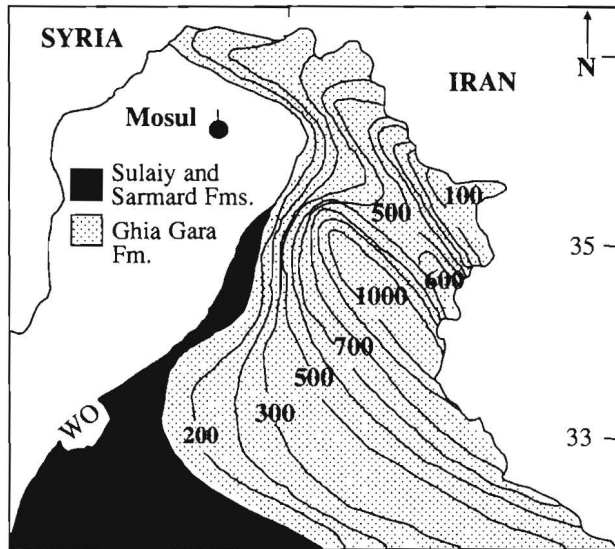 SYRIA
IRAN
N
Mosul
Sulaiy and
Sarmard Fms.
Ghia Gara
Fm.
100
500
35
600
1000
700
500
300
200
WO
33